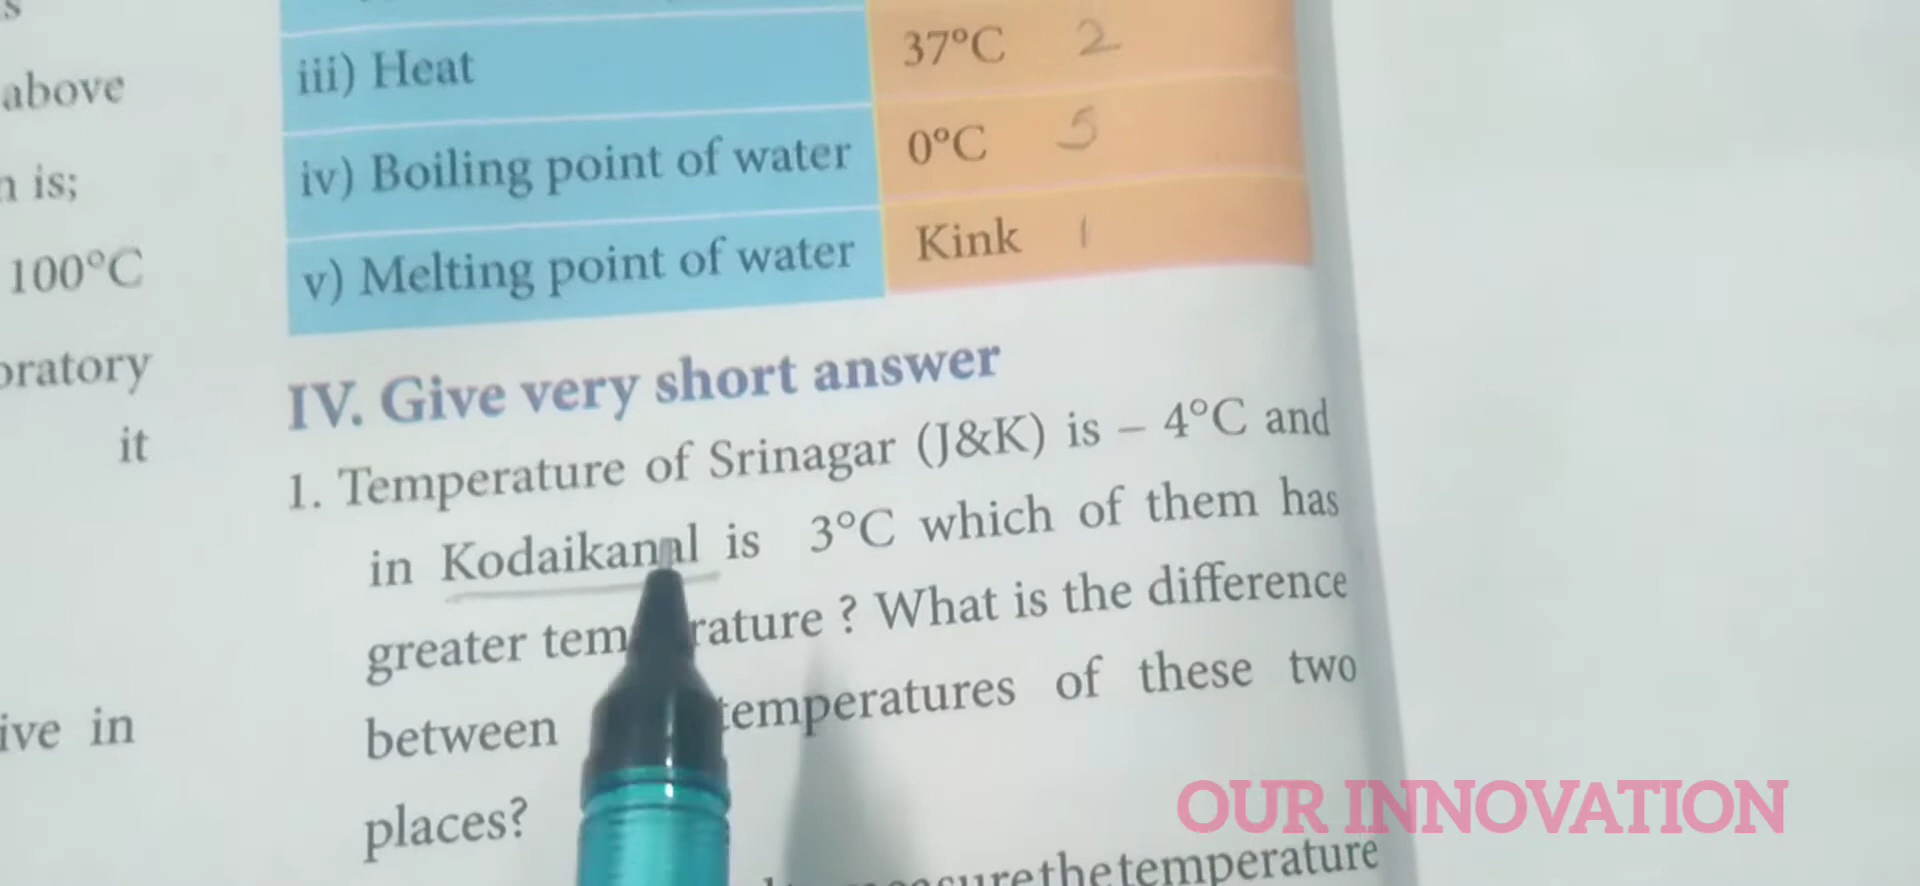 above
is;
100°C
it
in
iii) Heat 37°C 2
iv) Boiling point of water 0°C 5
v) Melting point of water Kink 1
IV. Give very short answer
1. Temperature of Srinagar (J&K) is – 4°C and
in Kodaikanal is 3°C which of them has
greater temperature ? What is the difference
between temperatures of these two
places?
the temperature
OUR INNOVATION